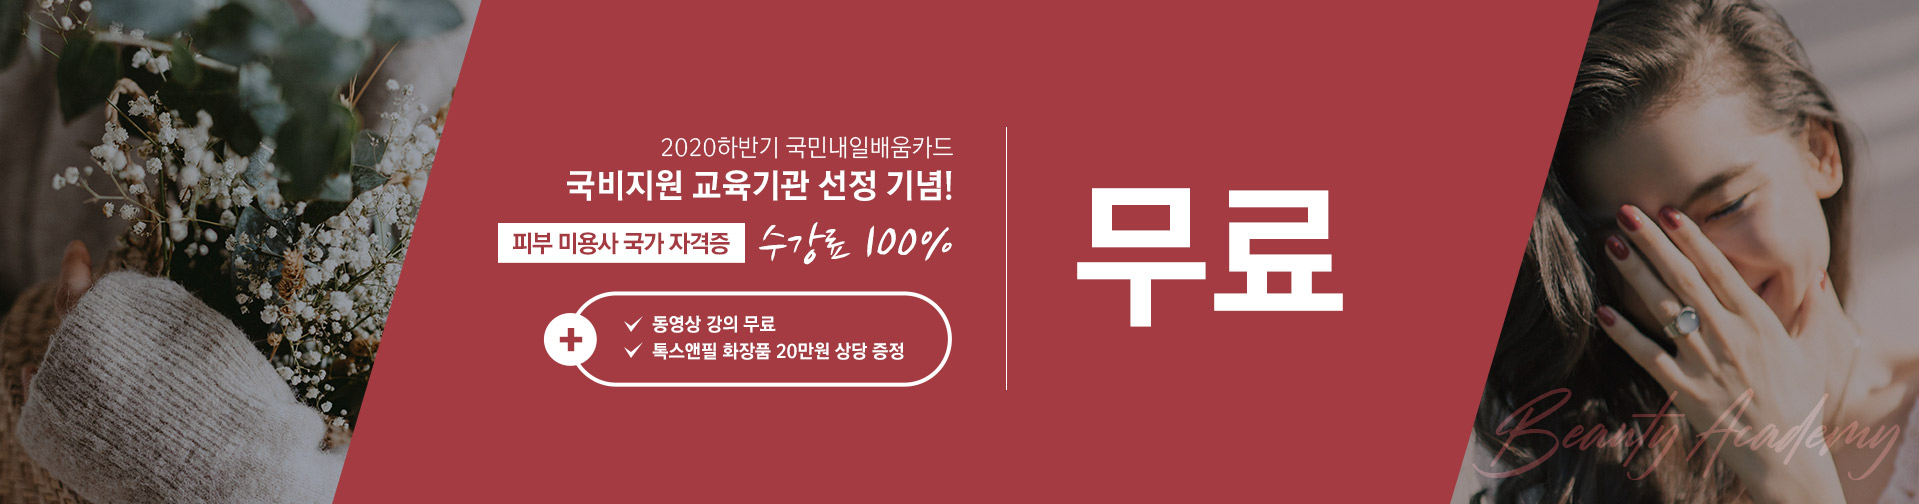 2020하반기 국민내일배움카드
국비지원 교육기관 선정 기념!
피부 미용사 국가 자격증 수강료 100%
무료
동영상 강의 무료
톡스앤필 화장품 20만원 상당 증정
Beauty Academy